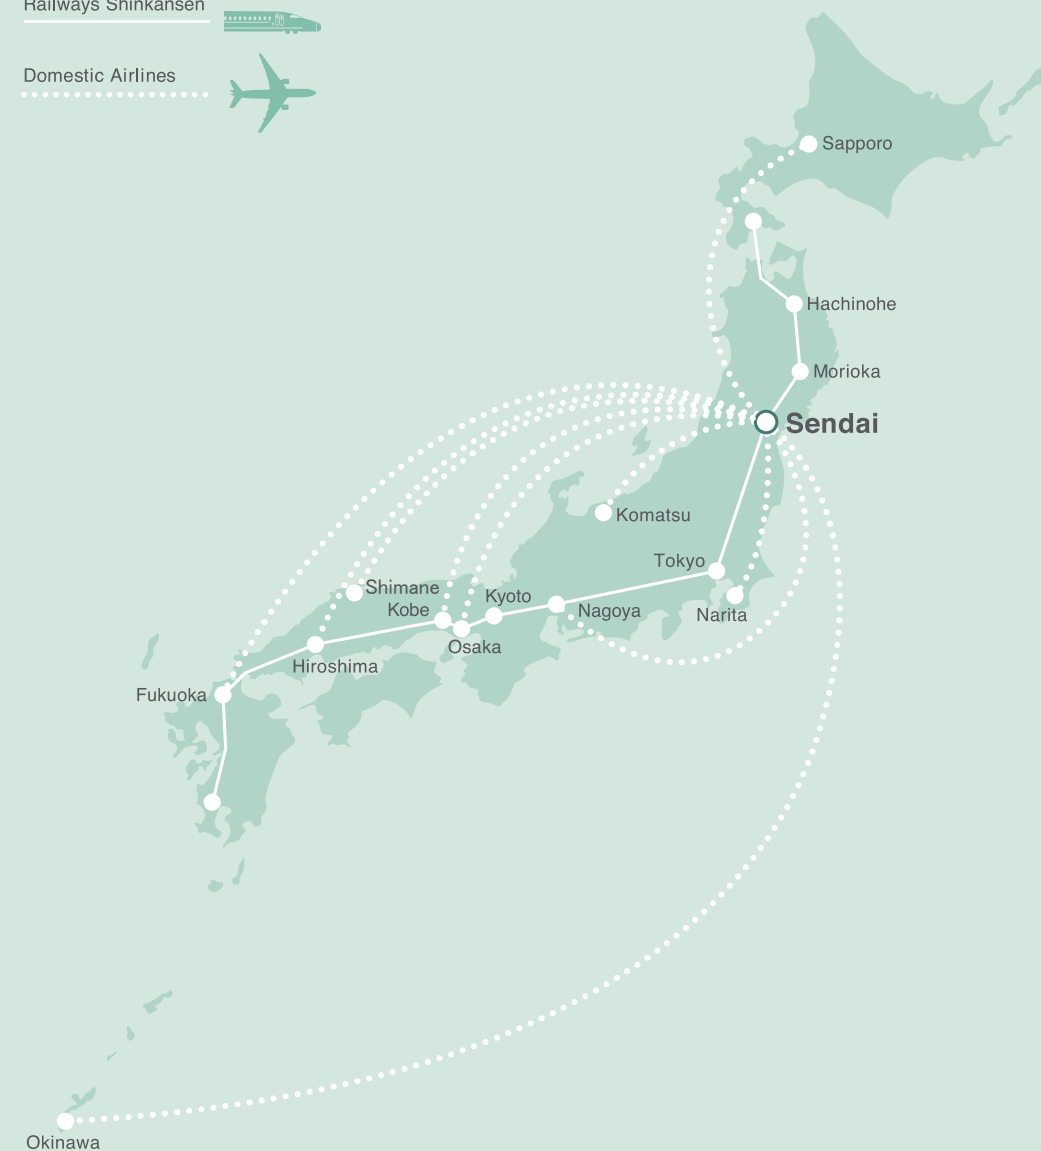 Railways Shinkansen
Domestic Airlines
Sapporo
Hachinohe
Morioka
Sendai
Komatsu
Tokyo
Shimane
Kyoto
Kobe
Nagoya
Narita
Osaka
Hiroshima
Fukuoka
Okinawa